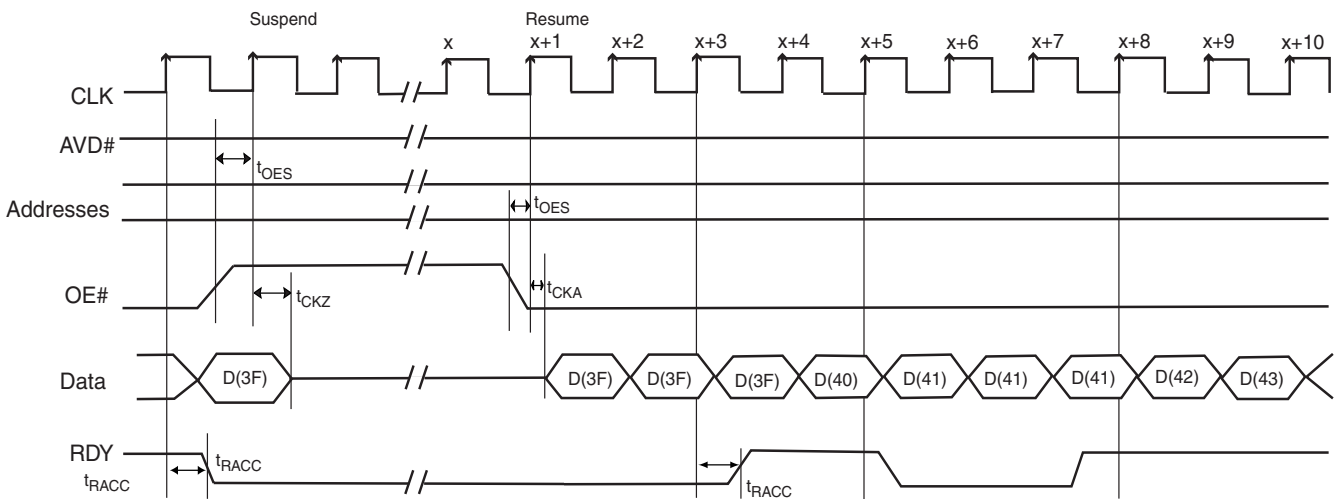 Suspend Resume
x x+1 x+2 x+3 x+4 x+5 x+6 x+7 x+8 x+9 x+10
CLK
AVD#
tOES
Addresses
tOES
OE#
tCKZ
tCKA
Data
D(3F) D(3F) D(3F) D(3F) D(40) D(41) D(41) D(41) D(42) D(43)
RDY
tRACC
tRACC
tRACC